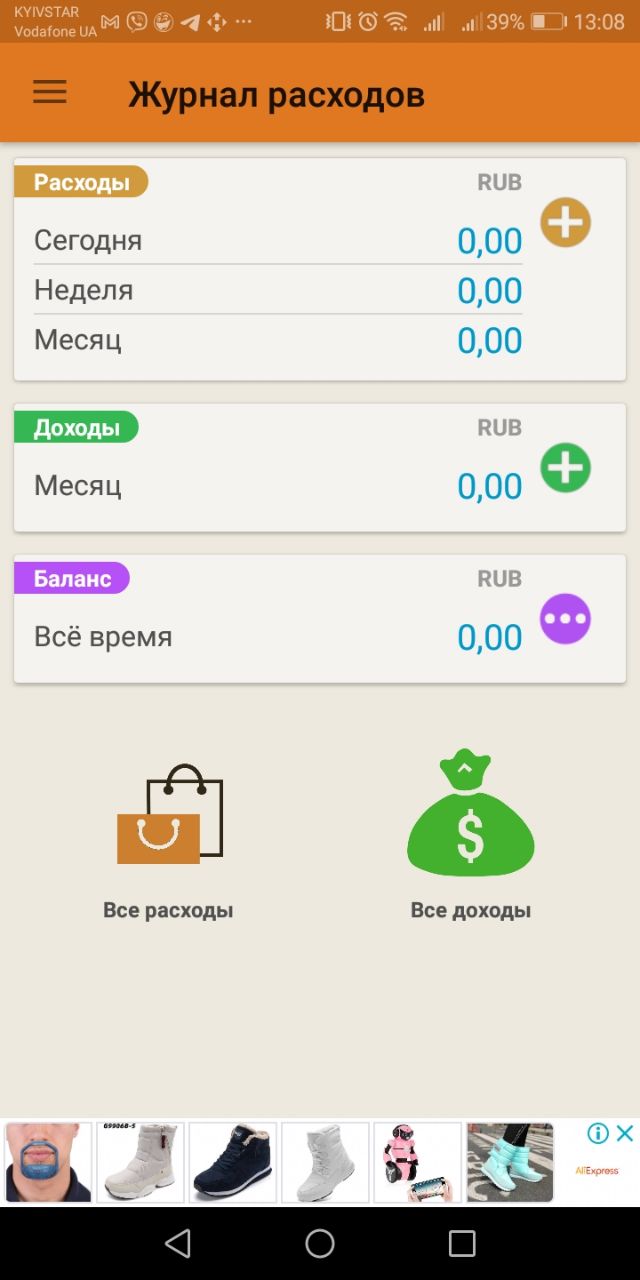 KYIVSTAR
Vodafone UA
39% 13:08
Журнал расходов
Расходы RUB
Сегодня 0,00
Неделя 0,00
Месяц 0,00
Доходы RUB
Месяц 0,00
Баланс RUB
Всё время 0,00
$
Все расходы Все доходы
G9906B-5
AliExpress